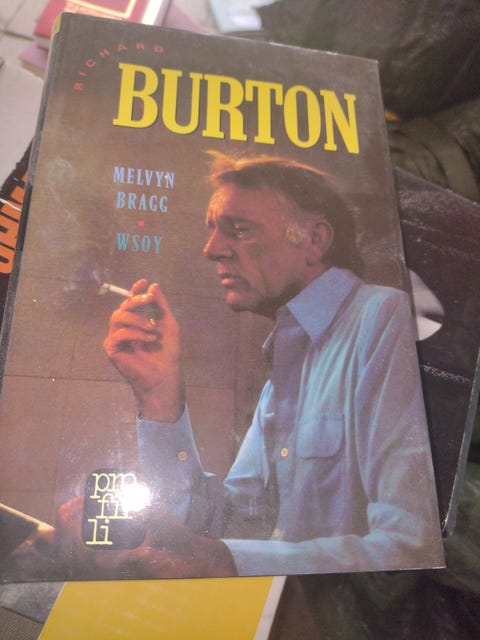 RICHARD
BURTON
MELVYN
BRAGG
WSOY
pro
fii
li